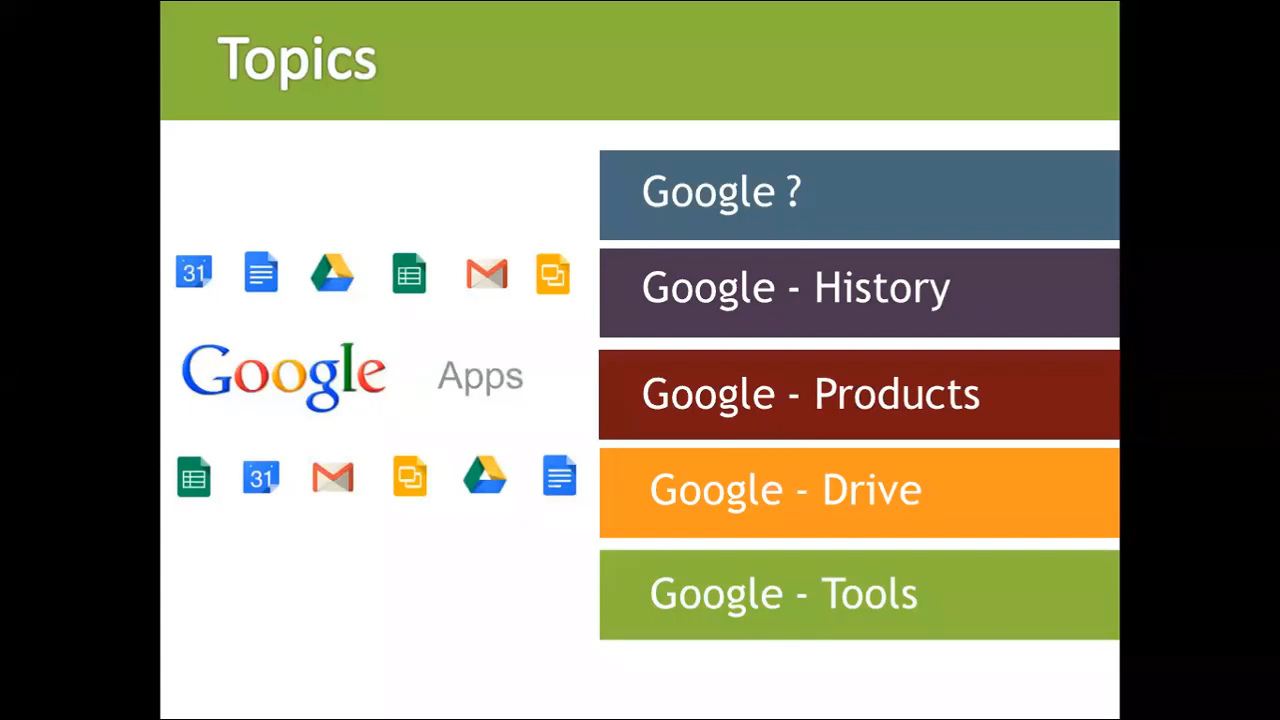 Topics
Google ?
Google - History
31
Google Apps
Google - Products
31
Google - Drive
Google - Tools